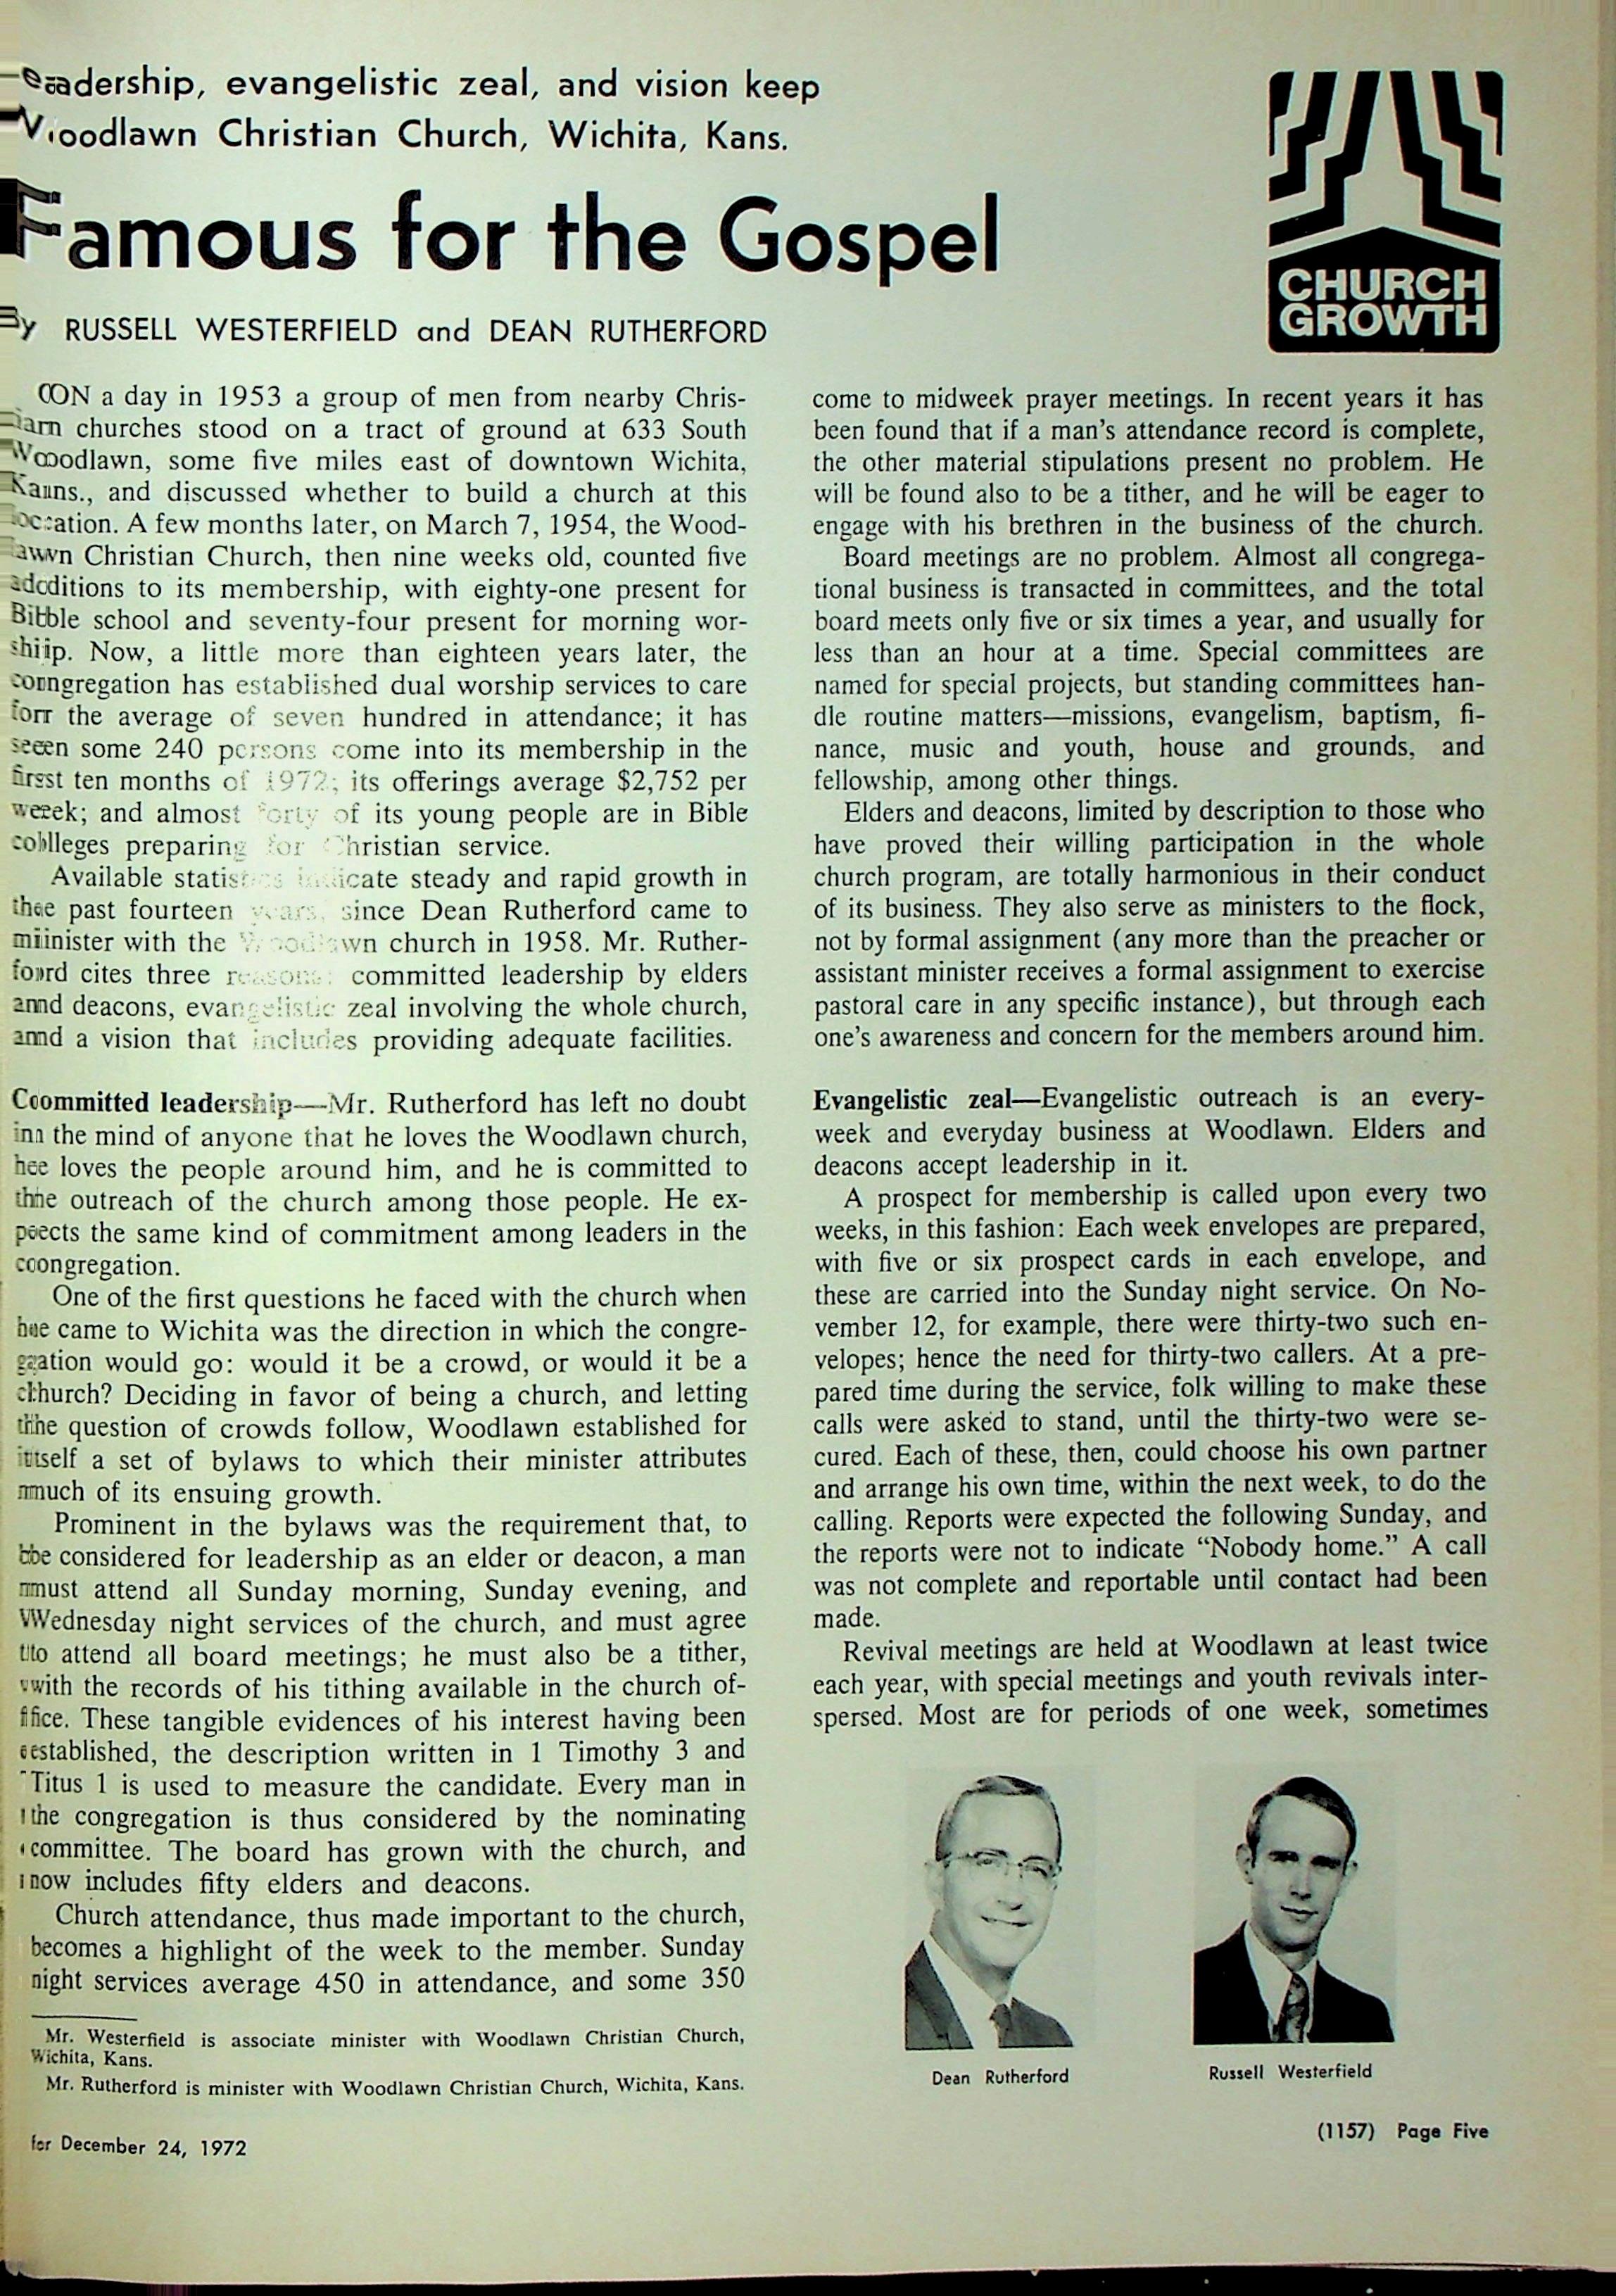 Leadership, evangelistic zeal, and vision keep
Woodlawn Christian Church, Wichita, Kans.
Famous for the Gospel
By RUSSELL WESTERFIELD and DEAN RUTHERFORD
CHURCH
GROWTH
ON a day in 1953 a group of men from nearby Chris-
tian churches stood on a tract of ground at 633 South
Woodlawn, some five miles east of downtown Wichita,
Kans., and discussed whether to build a church at this
location. A few months later, on March 7, 1954, the Wood-
lawn Christian Church, then nine weeks old, counted five
additions to its membership, with eighty-one present for
Bible school and seventy-four present for morning wor-
ship. Now, a little more than eighteen years later, the
congregation has established dual worship services to care
for the average of seven hundred in attendance; it has
seen some 240 persons come into its membership in the
first ten months of 1972; its offerings average $2,752 per
week; and almost forty of its young people are in Bible
colleges preparing for Christian service.
Available statistics indicate steady and rapid growth in
the past fourteen years, since Dean Rutherford came to
minister with the Woodlawn church in 1958. Mr. Ruther-
ford cites three reasons: committed leadership by elders
and deacons, evangelistic zeal involving the whole church,
and a vision that includes providing adequate facilities.
Committed leadership—Mr. Rutherford has left no doubt
in the mind of anyone that he loves the Woodlawn church,
he loves the people around him, and he is committed to
the outreach of the church among those people. He ex-
pects the same kind of commitment among leaders in the
congregation.
One of the first questions he faced with the church when
he came to Wichita was the direction in which the congre-
gation would go: would it be a crowd, or would it be a
church? Deciding in favor of being a church, and letting
the question of crowds follow, Woodlawn established for
itself a set of bylaws to which their minister attributes
much of its ensuing growth.
Prominent in the bylaws was the requirement that, to
be considered for leadership as an elder or deacon, a man
must attend all Sunday morning, Sunday evening, and
Wednesday night services of the church, and must agree
to attend all board meetings; he must also be a tither,
with the records of his tithing available in the church of-
fice. These tangible evidences of his interest having been
established, the description written in 1 Timothy 3 and
Titus 1 is used to measure the candidate. Every man in
the congregation is thus considered by the nominating
committee. The board has grown with the church, and
now includes fifty elders and deacons.
Church attendance, thus made important to the church,
becomes a highlight of the week to the member. Sunday
night services average 450 in attendance, and some 350
Mr. Westerfield is associate minister with Woodlawn Christian Church,
Wichita, Kans.
Mr. Rutherford is minister with Woodlawn Christian Church, Wichita, Kans.
come to midweek prayer meetings. In recent years it has
been found that if a man's attendance record is complete,
the other material stipulations present no problem. He
will be found also to be a tither, and he will be eager to
engage with his brethren in the business of the church.
Board meetings are no problem. Almost all congrega-
tional business is transacted in committees, and the total
board meets only five or six times a year, and usually for
less than an hour at a time. Special committees are
named for special projects, but standing committees han-
dle routine matters—missions, evangelism, baptism, fi-
nance, music and youth, house and grounds, and
fellowship, among other things.
Elders and deacons, limited by description to those who
have proved their willing participation in the whole
church program, are totally harmonious in their conduct
of its business. They also serve as ministers to the flock,
not by formal assignment (any more than the preacher or
assistant minister receives a formal assignment to exercise
pastoral care in any specific instance), but through each
one's awareness and concern for the members around him.
Evangelistic zeal—Evangelistic outreach is an every-
week and everyday business at Woodlawn. Elders and
deacons accept leadership in it.
A prospect for membership is called upon every two
weeks, in this fashion: Each week envelopes are prepared,
with five or six prospect cards in each envelope, and
these are carried into the Sunday night service. On No-
vember 12, for example, there were thirty-two such en-
velopes; hence the need for thirty-two callers. At a pre-
pared time during the service, folk willing to make these
calls were asked to stand, until the thirty-two were se-
cured. Each of these, then, could choose his own partner
and arrange his own time, within the next week, to do the
calling. Reports were expected the following Sunday, and
the reports were not to indicate "Nobody home." A call
was not complete and reportable until contact had been
made.
Revival meetings are held at Woodlawn at least twice
each year, with special meetings and youth revivals inter-
spersed. Most are for periods of one week, sometimes
Dean Rutherford
Russell Westerfield
for December 24, 1972
(1157) Page Five